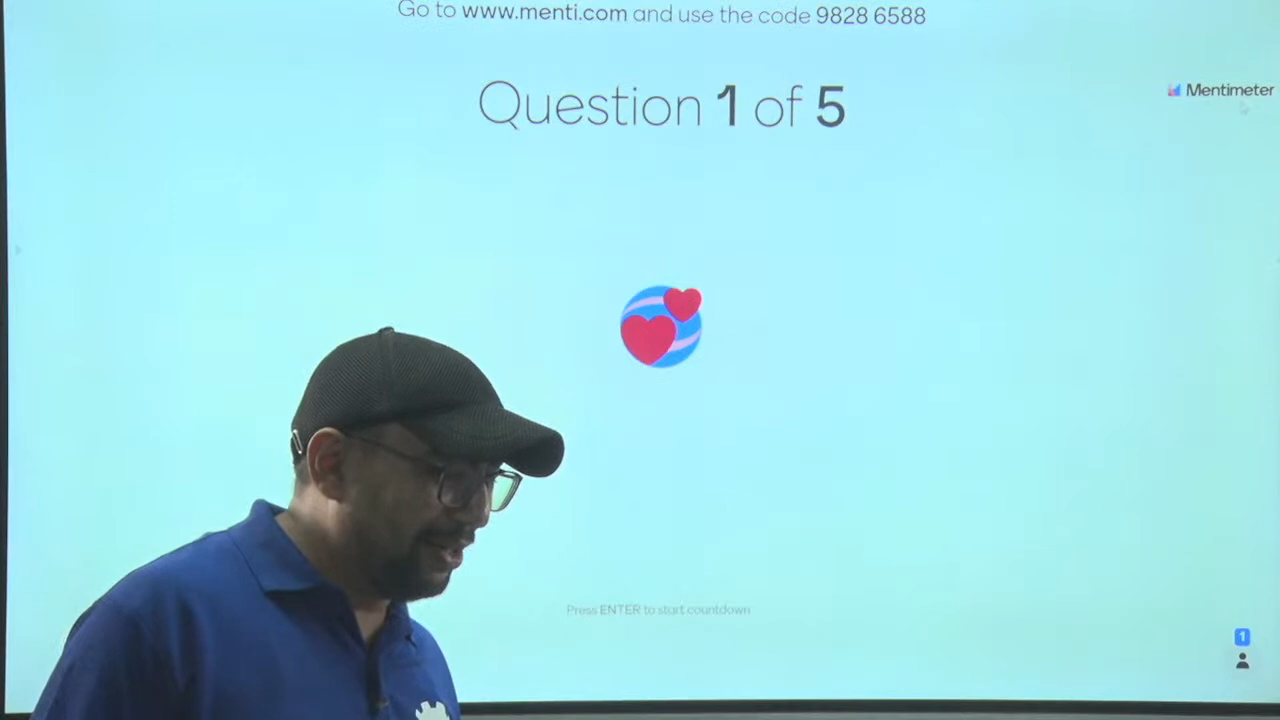 Go to www.menti.com and use the code 9828 6588
Mentimeter
Question 1 of 5
Press ENTER to start countdown
1